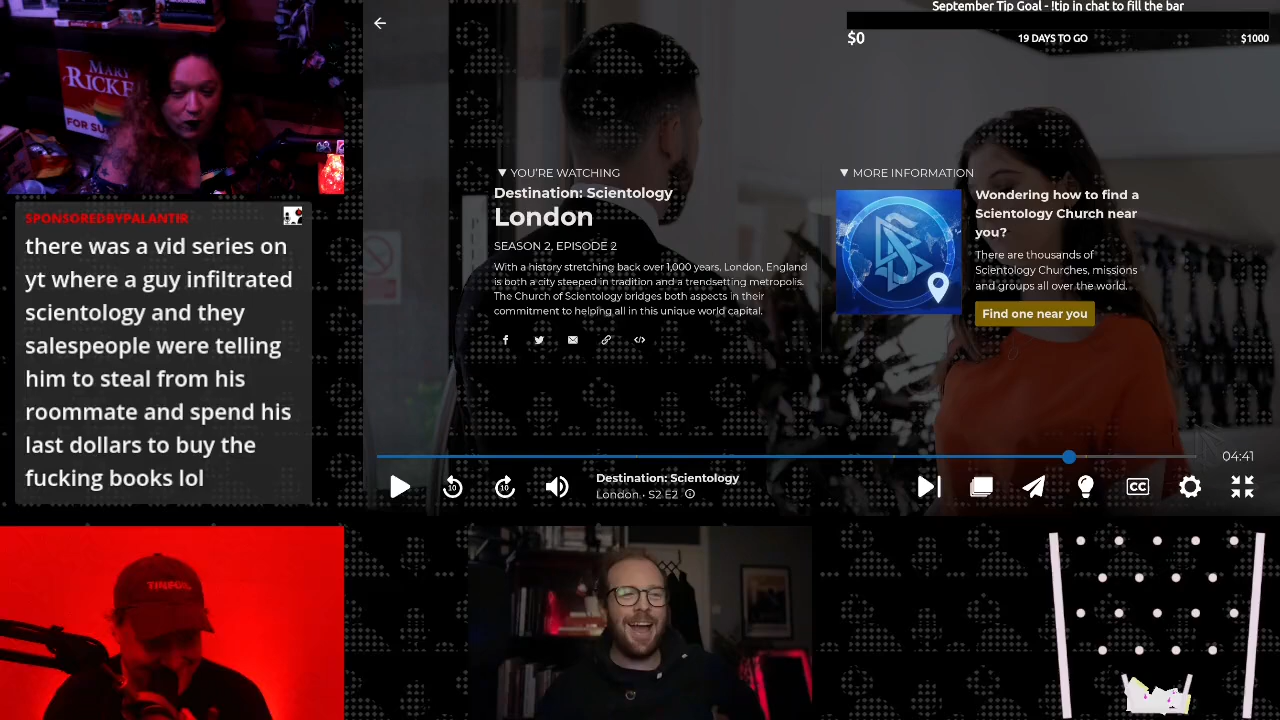 September Tip Goal - !tip in chat to fill the bar
$0
19 DAYS TO GO
$1000
MARY
RICKE
FOR SU
SPONSOREDBYPALANTIR
there was a vid series on
yt where a guy infiltrated
scientology and they
salespeople were telling
him to steal from his
roommate and spend his
last dollars to buy the
fucking books lol
▼ YOU'RE WATCHING
Destination: Scientology
London
SEASON 2, EPISODE 2
With a history stretching back over 1,000 years, London, England
is both a city steeped in tradition and a trendsetting metropolis.
The Church of Scientology bridges both aspects in their
commitment to helping all in this unique world capital.
▼ MORE INFORMATION
Wondering how to find a
Scientology Church near
you?
There are thousands of
Scientology Churches, missions
and groups all over the world.
Find one near you
04:41
10
10
Destination: Scientology
London · S2 E2
CC